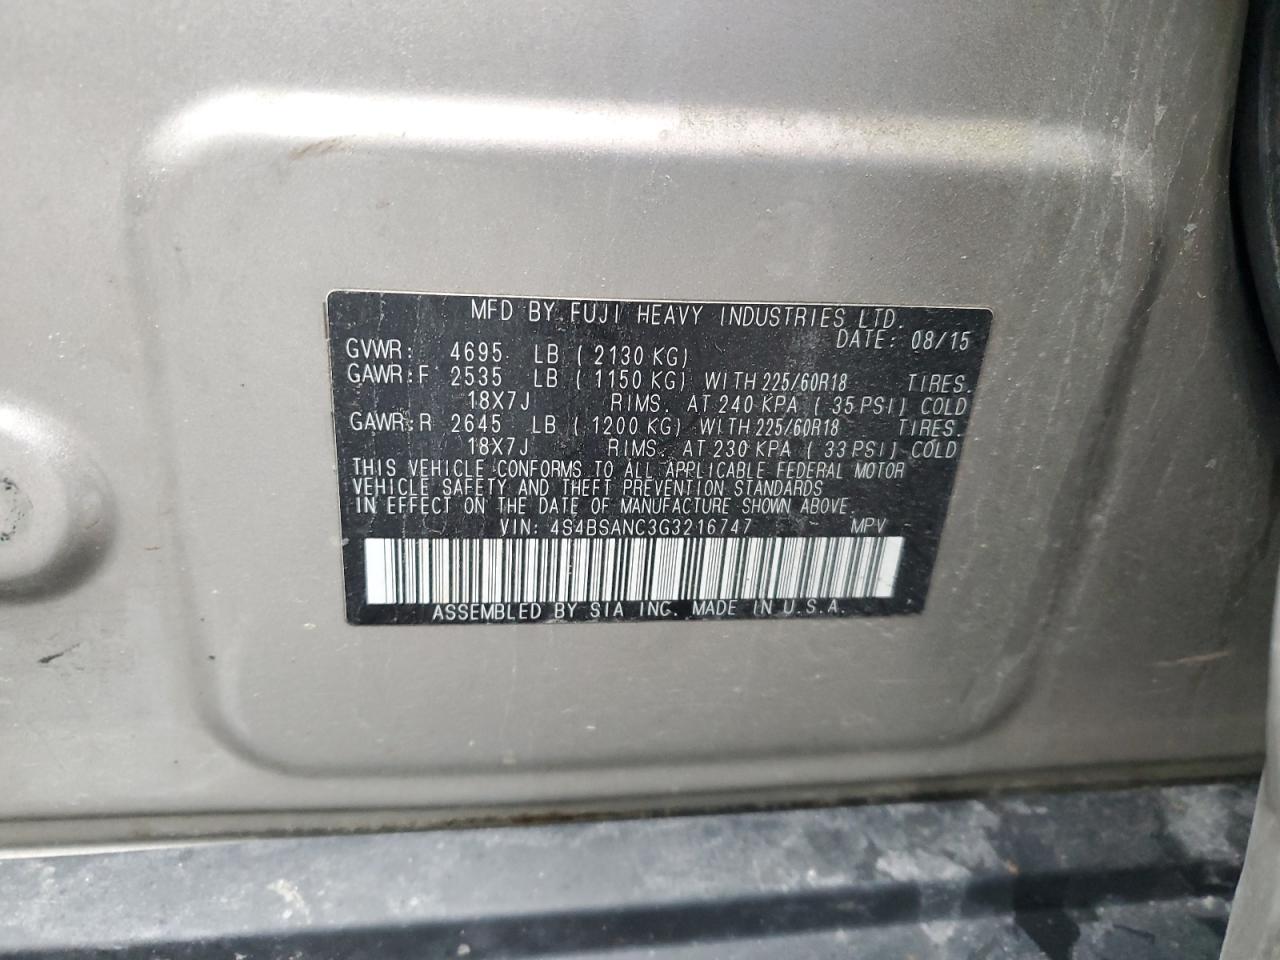 MFD BY FUJI HEAVY INDUSTRIES LTD.
DATE: 08/15
GVWR: 4695 LB ( 2130 KG)
GAWR:F 2535 LB ( 1150 KG) WITH 225/60R18 TIRES.
18X7J RIMS. AT 240 KPA ( 35 PSI) COLD
GAWR:R 2645 LB ( 1200 KG) WITH 225/60R18 TIRES.
18X7J RIMS. AT 230 KPA ( 33 PSI) COLD
THIS VEHICLE CONFORMS TO ALL APPLICABLE FEDERAL MOTOR
VEHICLE SAFETY AND THEFT PREVENTION STANDARDS
IN EFFECT ON THE DATE OF MANUFACTURE SHOWN ABOVE.
VIN: 4S4BSANC3G3216747 MPV
ASSEMBLED BY SIA INC. MADE IN U.S.A.